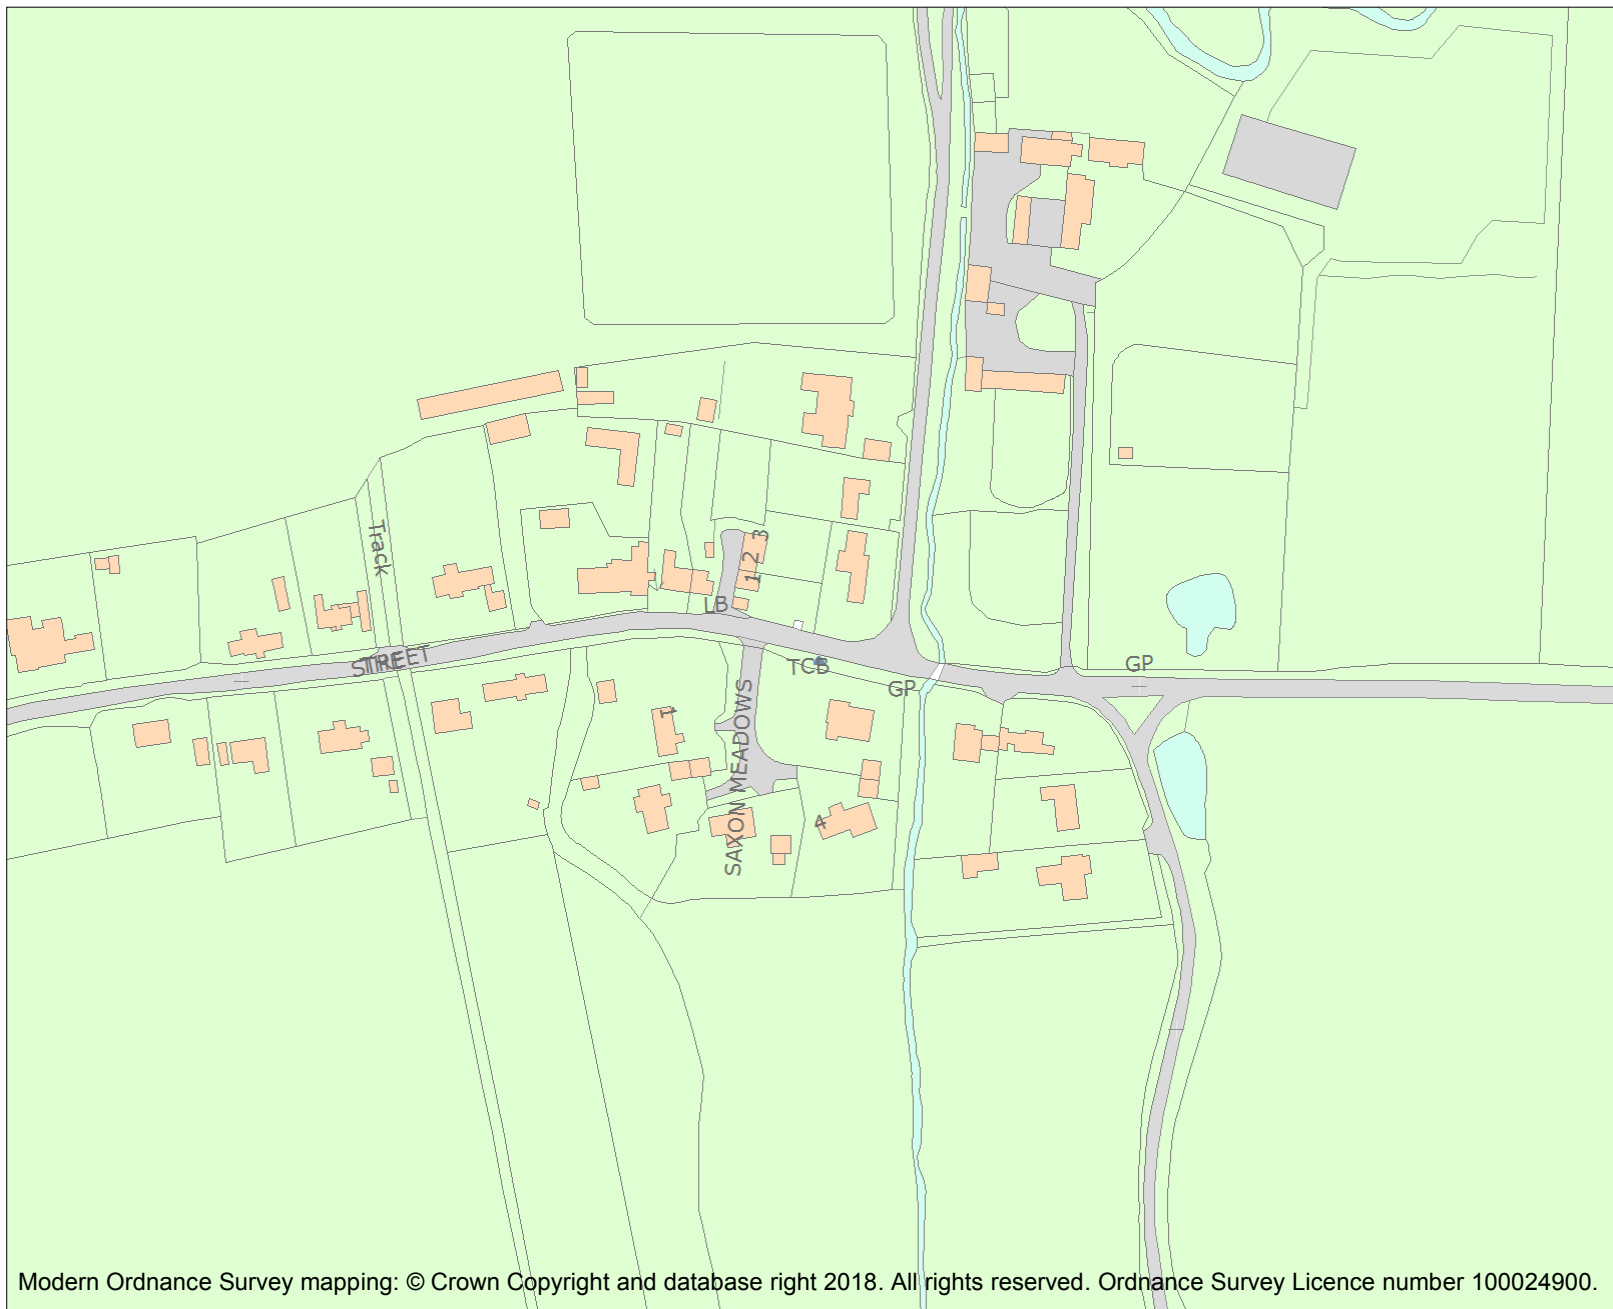 Track
1 2 3
LB
THE
STREET
TCB
GP
GP
1
SAXON MEADOWS
4
Modern Ordnance Survey mapping: © Crown Copyright and database right 2018. All rights reserved. Ordnance Survey Licence number 100024900.